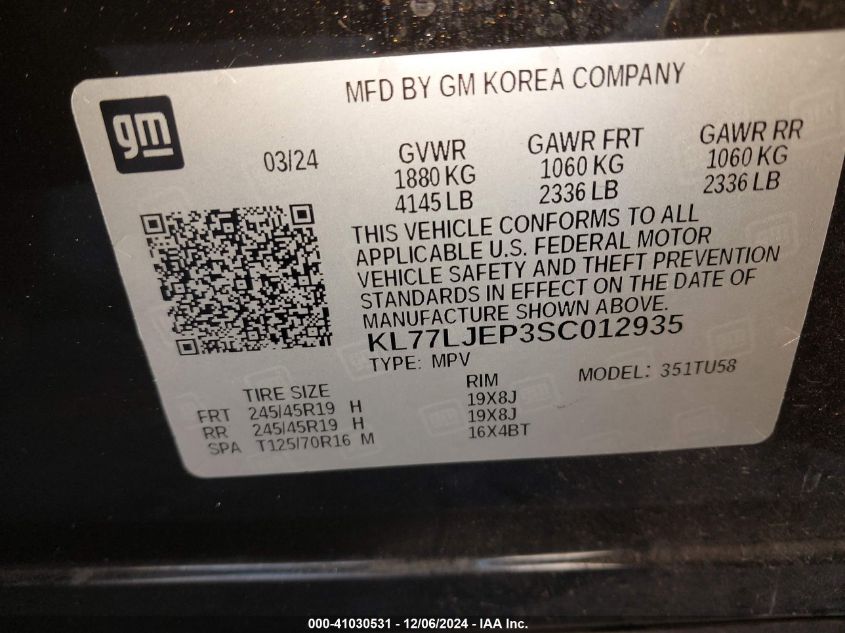 gm
MFD BY GM KOREA COMPANY
03/24
GVWR
1880 KG
4145 LB
GAWR FRT
1060 KG
2336 LB
GAWR RR
1060 KG
2336 LB
THIS VEHICLE CONFORMS TO ALL
APPLICABLE U.S. FEDERAL MOTOR
VEHICLE SAFETY AND THEFT PREVENTION
STANDARDS IN EFFECT ON THE DATE OF
MANUFACTURE SHOWN ABOVE.
KL77LJEP3SC012935
TYPE: MPV
MODEL: 351TU58
TIRE SIZE RIM
FRT 245/45R19 H 19X8J
RR 245/45R19 H 19X8J
SPA T125/70R16 M 16X4BT
000-41030531 - 12/06/2024 - IAA Inc.